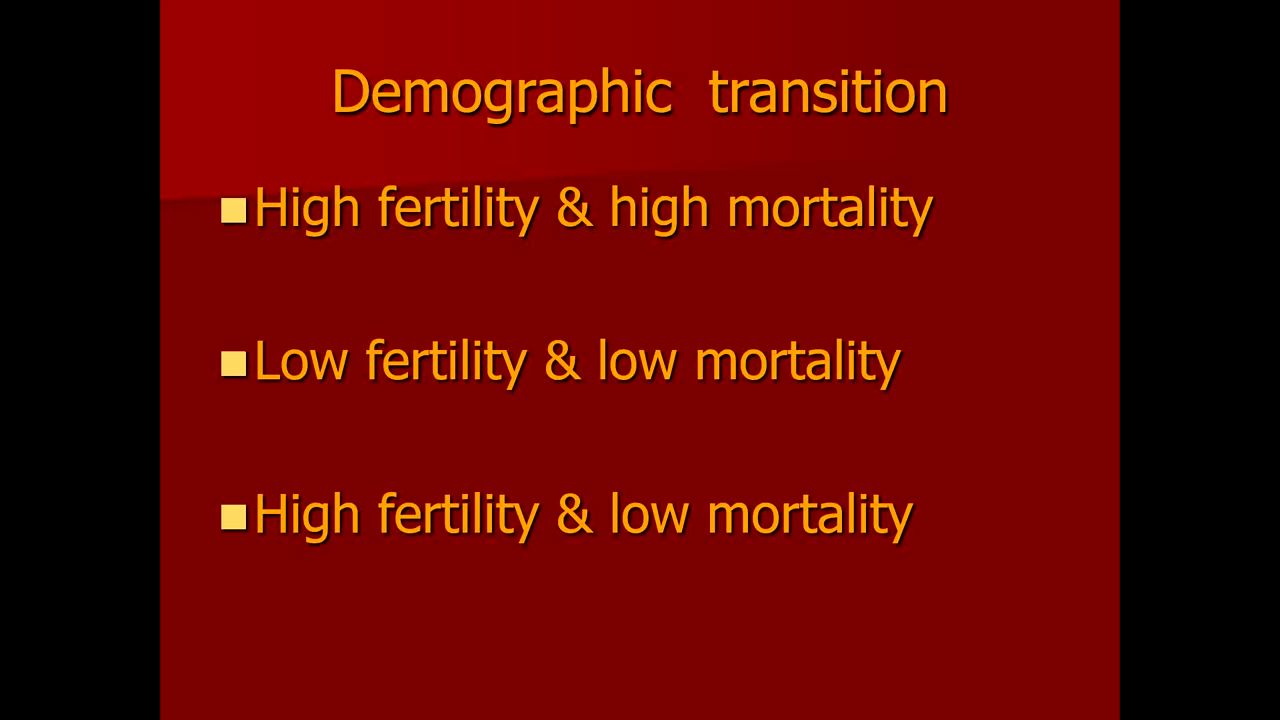 Demographic transition
High fertility & high mortality
Low fertility & low mortality
High fertility & low mortality